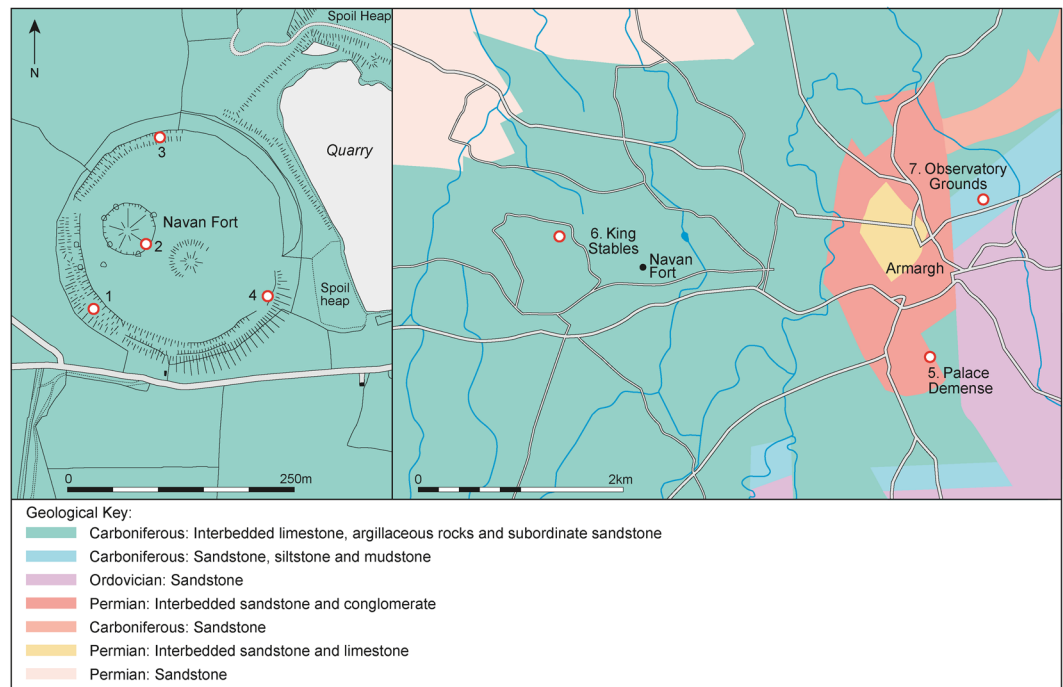 Spoil Heap
N
3
Quarry
Navan Fort
2
1
4
Spoil
heap
0
250m
7. Observatory
Grounds
6. King
Stables
Navan
Fort
Armargh
5. Palace
Demense
0
2km
Geological Key:
Carboniferous: Interbedded limestone, argillaceous rocks and subordinate sandstone
Carboniferous: Sandstone, siltstone and mudstone
Ordovician: Sandstone
Permian: Interbedded sandstone and conglomerate
Carboniferous: Sandstone
Permian: Interbedded sandstone and limestone
Permian: Sandstone